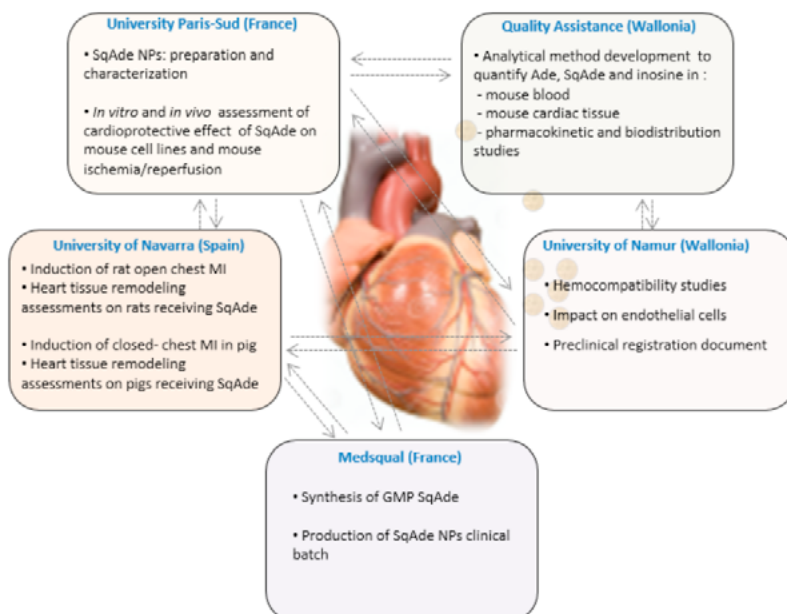 University Paris-Sud (France)
• SqAde NPs: preparation and
characterization
• In vitro and in vivo assessment of
cardioprotective effect of SqAde on
mouse cell lines and mouse
ischemia/reperfusion
Quality Assistance (Wallonia)
• Analytical method development to
quantify Ade, SqAde and inosine in :
- mouse blood
- mouse cardiac tissue
- pharmacokinetic and biodistribution
studies
University of Navarra (Spain)
• Induction of rat open chest MI
• Heart tissue remodeling
assessments on rats receiving SqAde
• Induction of closed- chest MI in pig
• Heart tissue remodeling
assessments on pigs receiving SqAde
University of Namur (Wallonia)
• Hemocompatibility studies
• Impact on endothelial cells
• Preclinical registration document
Medsqual (France)
• Synthesis of GMP SqAde
• Production of SqAde NPs clinical
batch